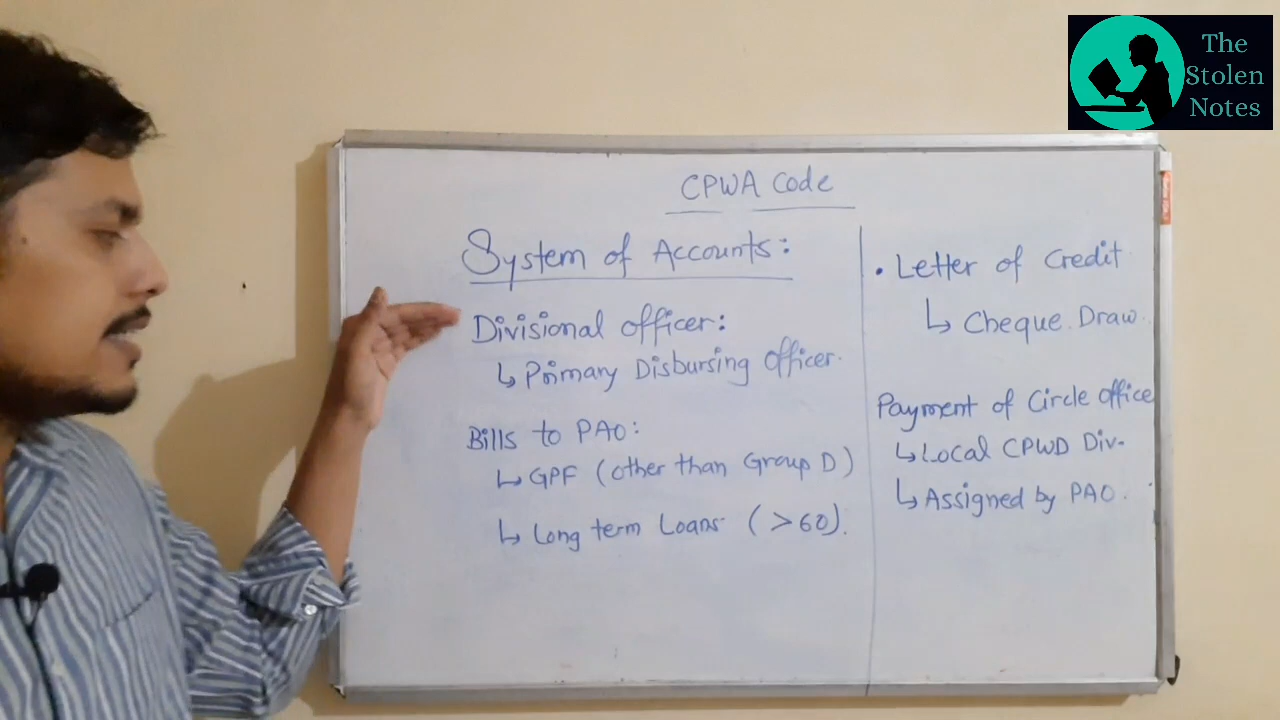 The
Stolen
Notes
CPWA Code
System of Accounts:
Divisional officer:
↳ Primary Disbursing Officer.
Bills to PAO:
↳ GPF (other than Group D)
↳ Long term Loans (>60).
• Letter of Credit
↳ Cheque Draw.
Payment of Circle office
↳ Local CPWD Div.
↳ Assigned by PAO.